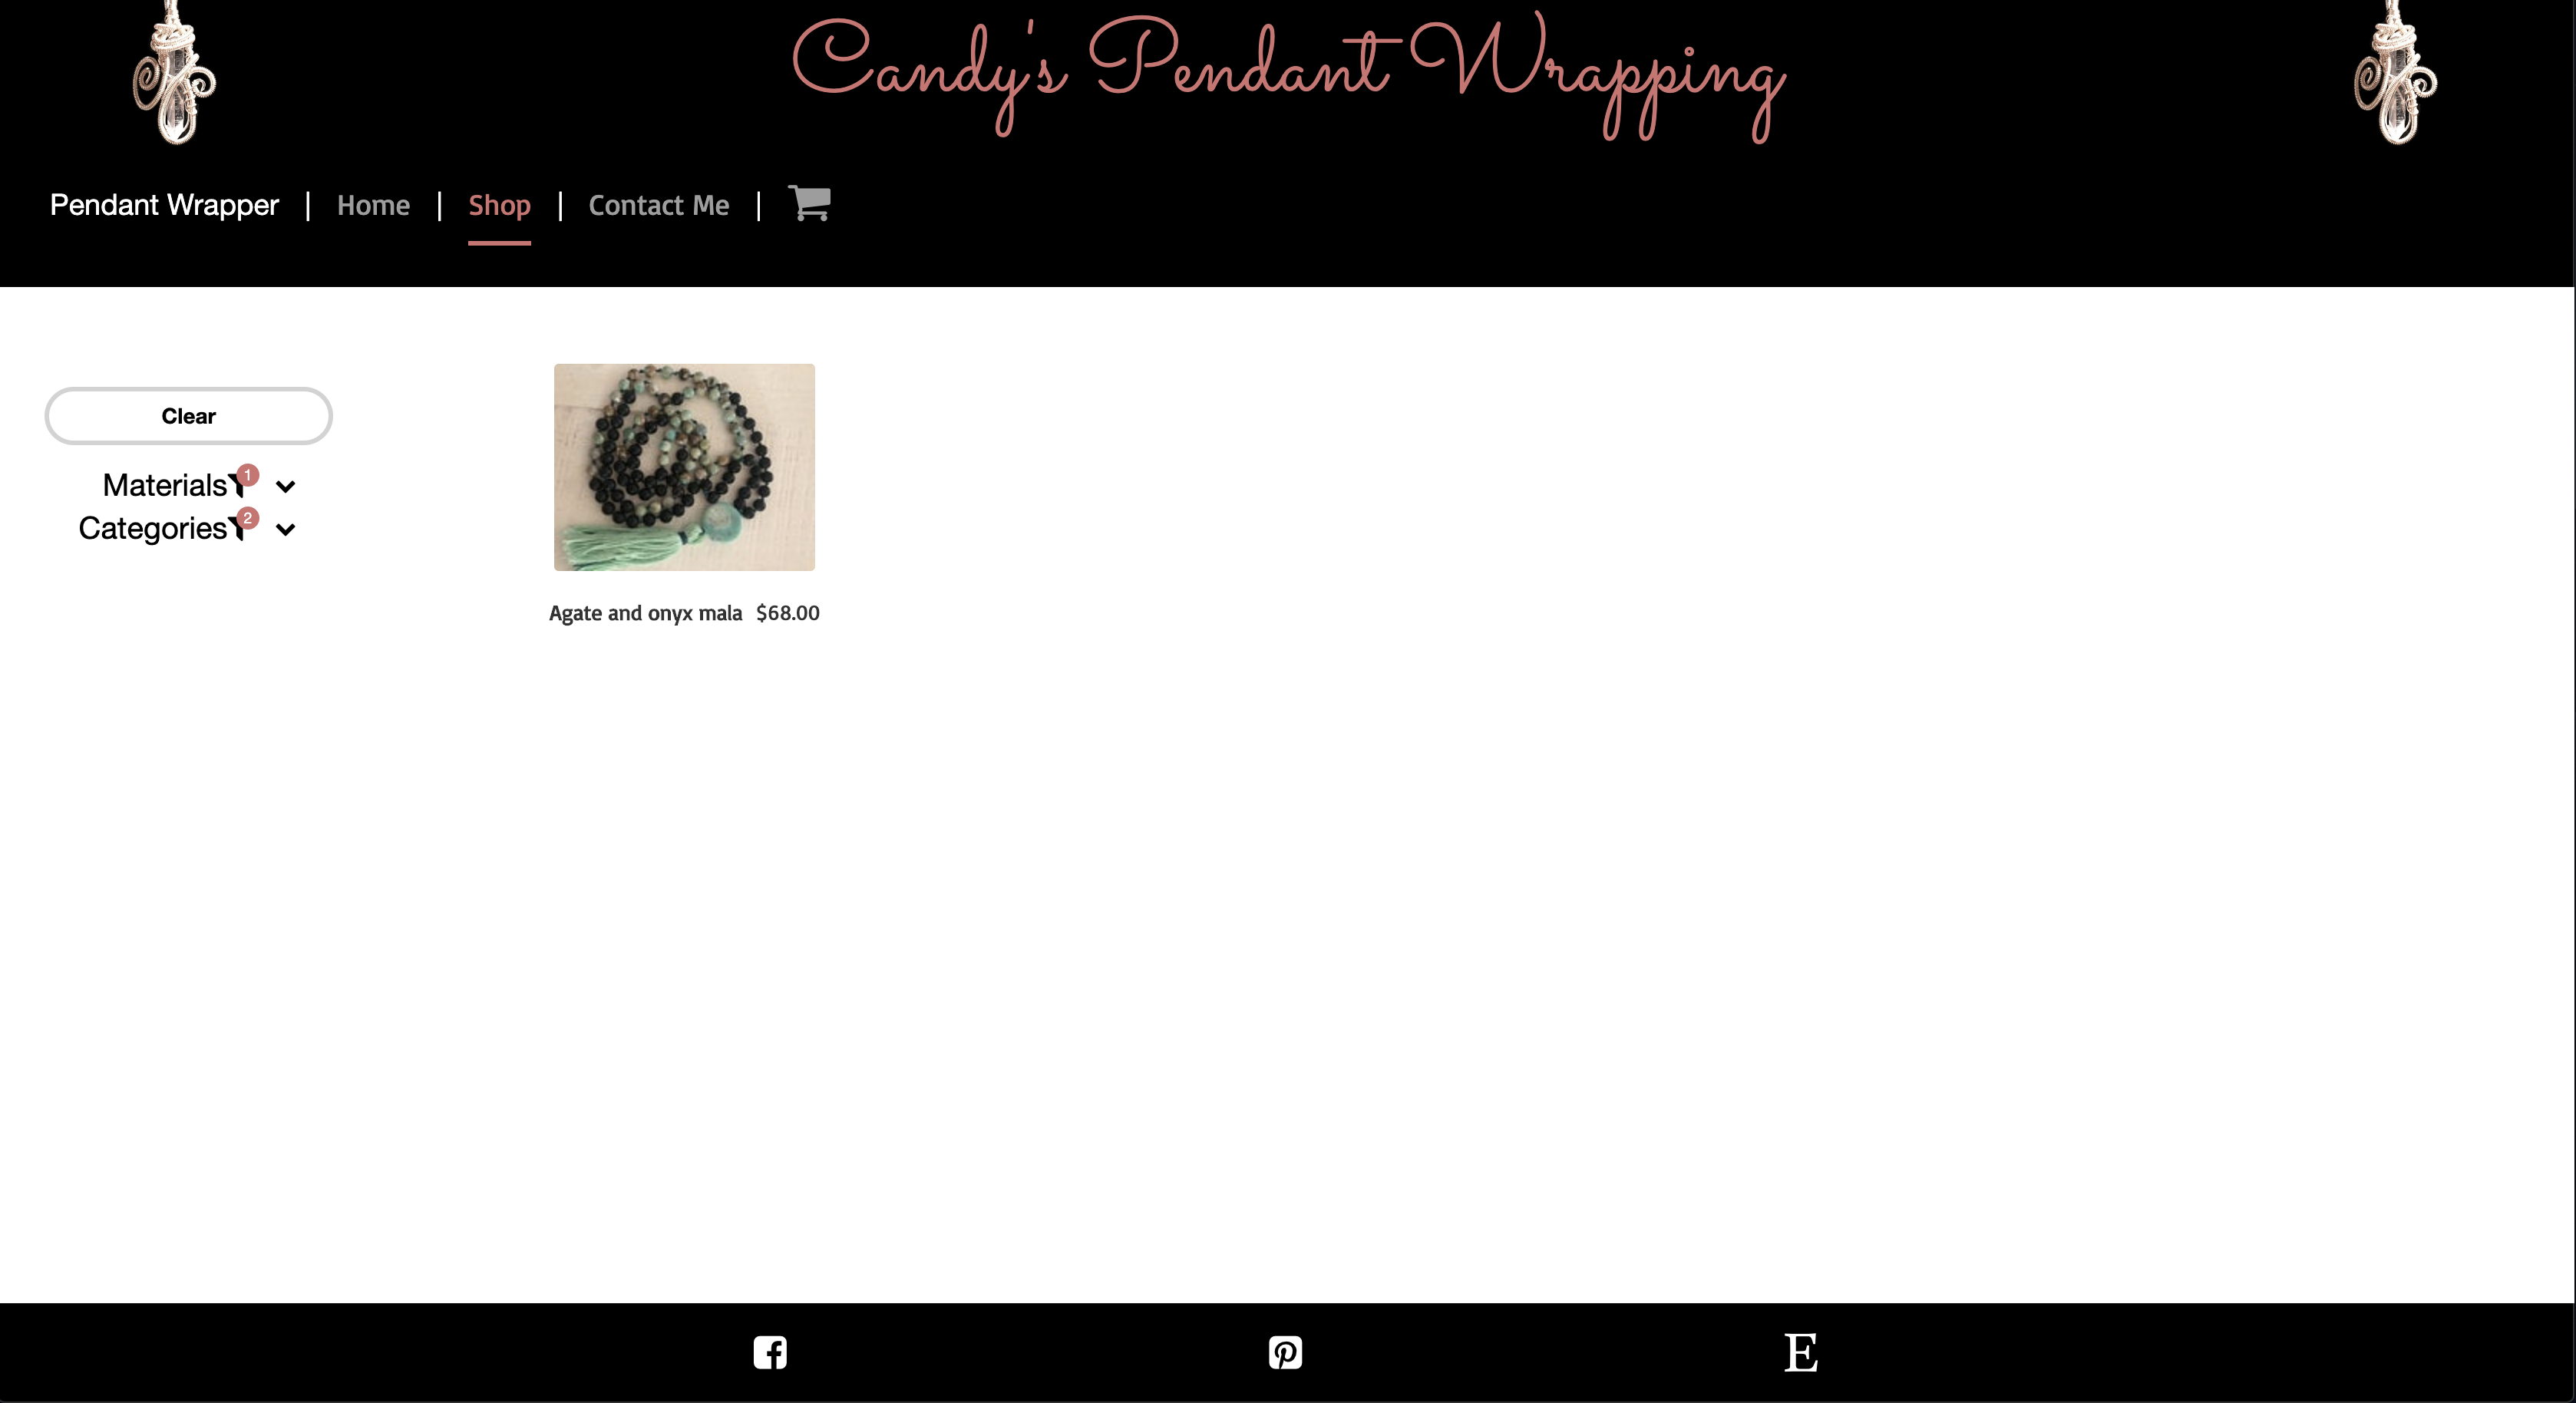 Candy's Pendant Wrapping
Pendant Wrapper | Home | Shop | Contact Me |
Clear
Materials 1
Categories 2
Agate and onyx mala $68.00
E